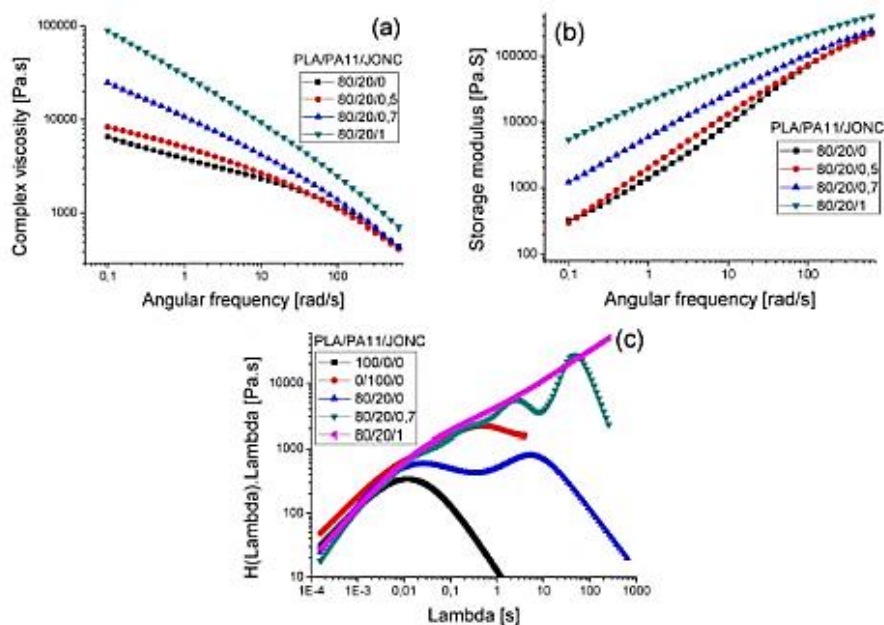 (a)
Complex viscosity [Pa.s]
100000
10000
1000
PLA/PA11/JONC
80/20/0
80/20/0,5
80/20/0,7
80/20/1
0,1 1 10 100
Angular frequency [rad/s]
(b)
Storage modulus [Pa.S]
100000
10000
1000
100
PLA/PA11/JONC
80/20/0
80/20/0,5
80/20/0,7
80/20/1
0,1 1 10 100
Angular frequency [rad/s]
(c)
H(Lambda).Lambda [Pa.s]
10000
1000
100
10
PLA/PA11/JONC
100/0/0
0/100/0
80/20/0
80/20/0,7
80/20/1
1E-4 1E-3 0,01 0,1 1 10 100 1000
Lambda [s]